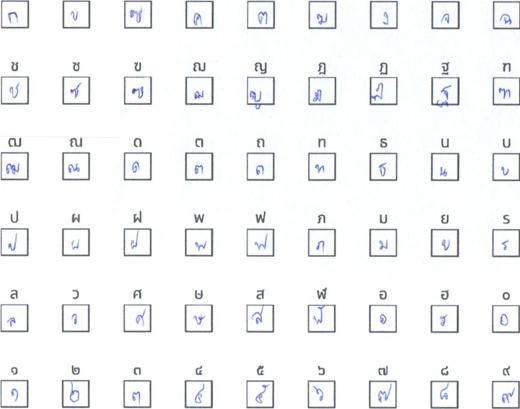 ก ข ฃ ค ต ฆ ง จ ฉ
ช ซ ฃ ฌ ญ ฎ ฏ ฐ ฑ
ช ซ ฃ ฌ ญ ฎ ฏ ฐ ฑ
ฒ ณ ด ต ถ ท ธ น บ
ฒ ณ ด ต ถ ท ธ น บ
ป ผ ฝ พ ฟ ภ ม ย ร
ป ผ ฝ พ ฟ ภ ม ย ร
ล ว ศ ษ ส ฬ อ ฮ ๐
ล ว ศ ษ ส ฬ อ ฮ ๐
๑ ๒ ๓ ๔ ๕ ๖ ๗ ๘ ๙
๑ ๒ ๓ ๔ ๕ ๖ ๗ ๘ ๙